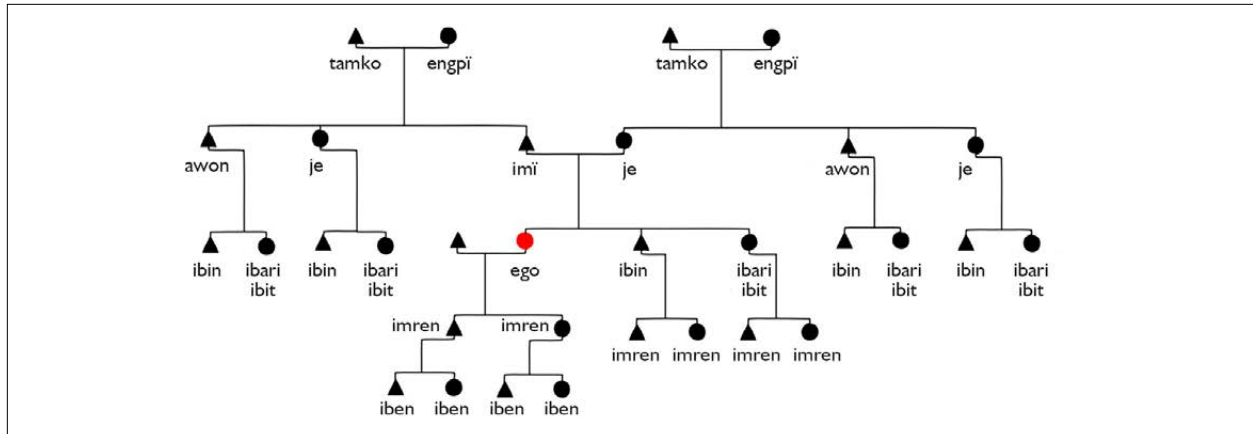 tamko engpï tamko engpï
awon je imï je awon je
ibin ibari ibin ibari ego ibin ibari ibin ibari ibin ibari
ibit ibit ibit ibit ibit
imren imren
imren imren imren imren
iben iben iben iben